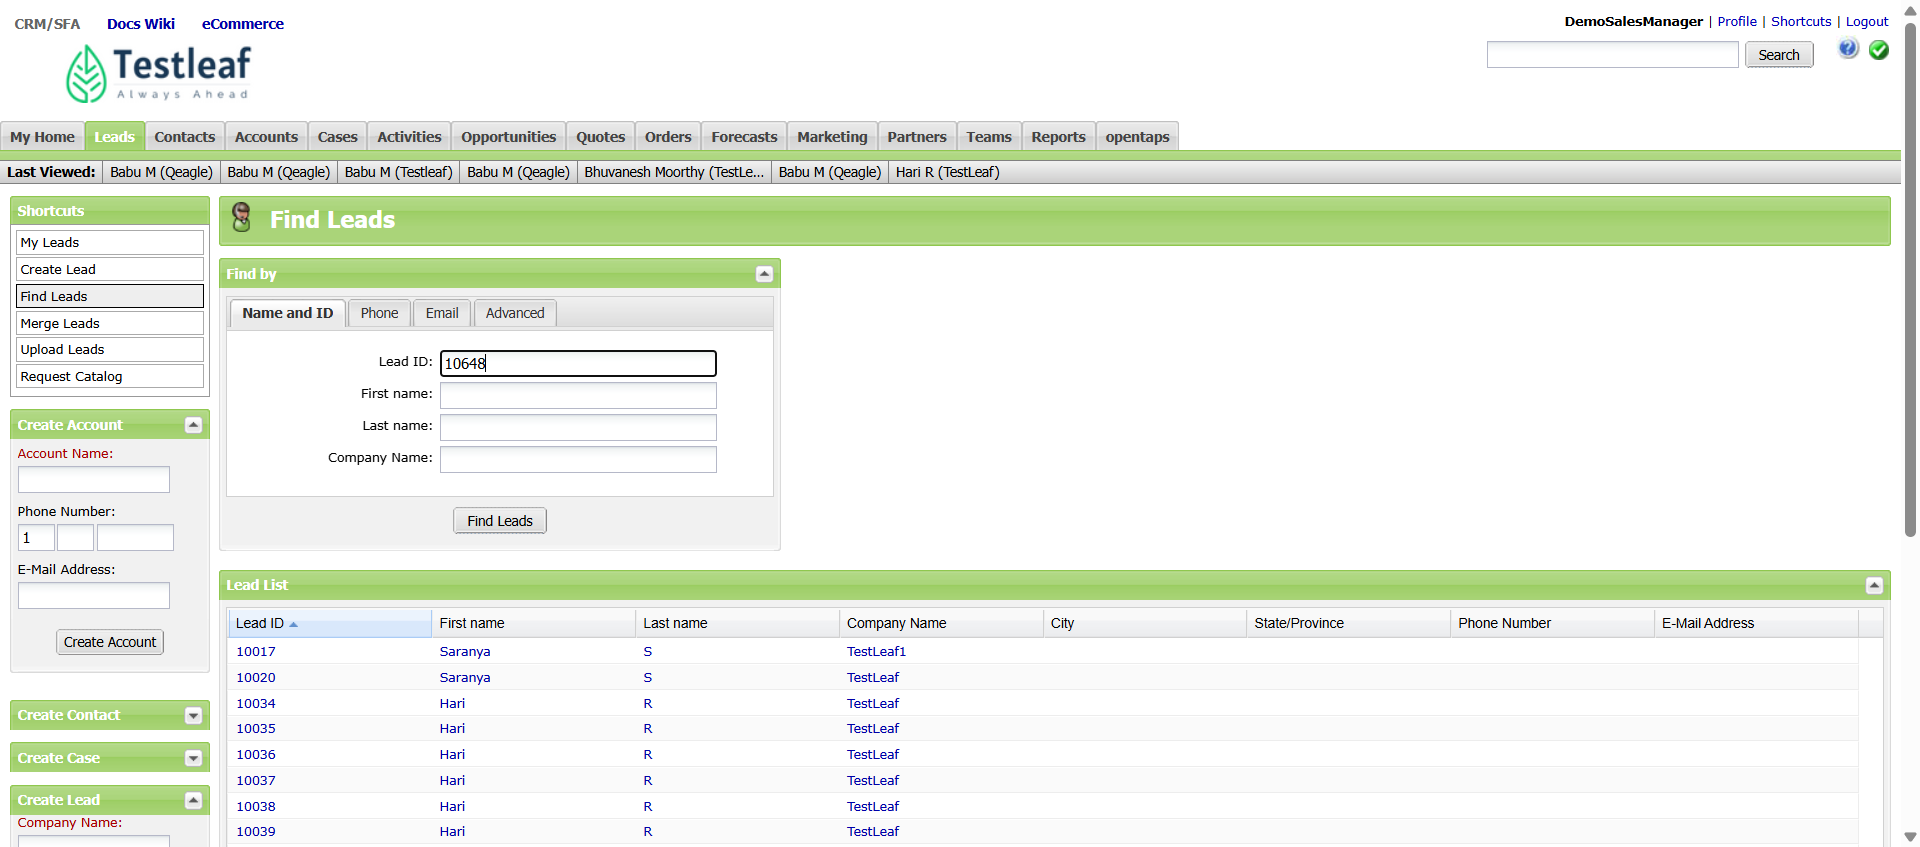 CRM/SFA Docs Wiki eCommerce
DemoSalesManager | Profile | Shortcuts | Logout
Testleaf
Always Ahead
Search
My Home Leads Contacts Accounts Cases Activities Opportunities Quotes Orders Forecasts Marketing Partners Teams Reports opentaps
Last Viewed: Babu M (Qeagle) Babu M (Qeagle) Babu M (Testleaf) Babu M (Qeagle) Bhuvanesh Moorthy (TestLe... Babu M (Qeagle) Hari R (TestLeaf)
Shortcuts
My Leads
Create Lead
Find Leads
Merge Leads
Upload Leads
Request Catalog
Create Account
Account Name:
Phone Number:
1
E-Mail Address:
Create Account
Create Contact
Create Case
Create Lead
Company Name:
Find Leads
Find by
Name and ID Phone Email Advanced
Lead ID: 10648
First name:
Last name:
Company Name:
Find Leads
Lead List
Lead ID First name Last name Company Name City State/Province Phone Number E-Mail Address
10017 Saranya S TestLeaf1
10020 Saranya S TestLeaf
10034 Hari R TestLeaf
10035 Hari R TestLeaf
10036 Hari R TestLeaf
10037 Hari R TestLeaf
10038 Hari R TestLeaf
10039 Hari R TestLeaf